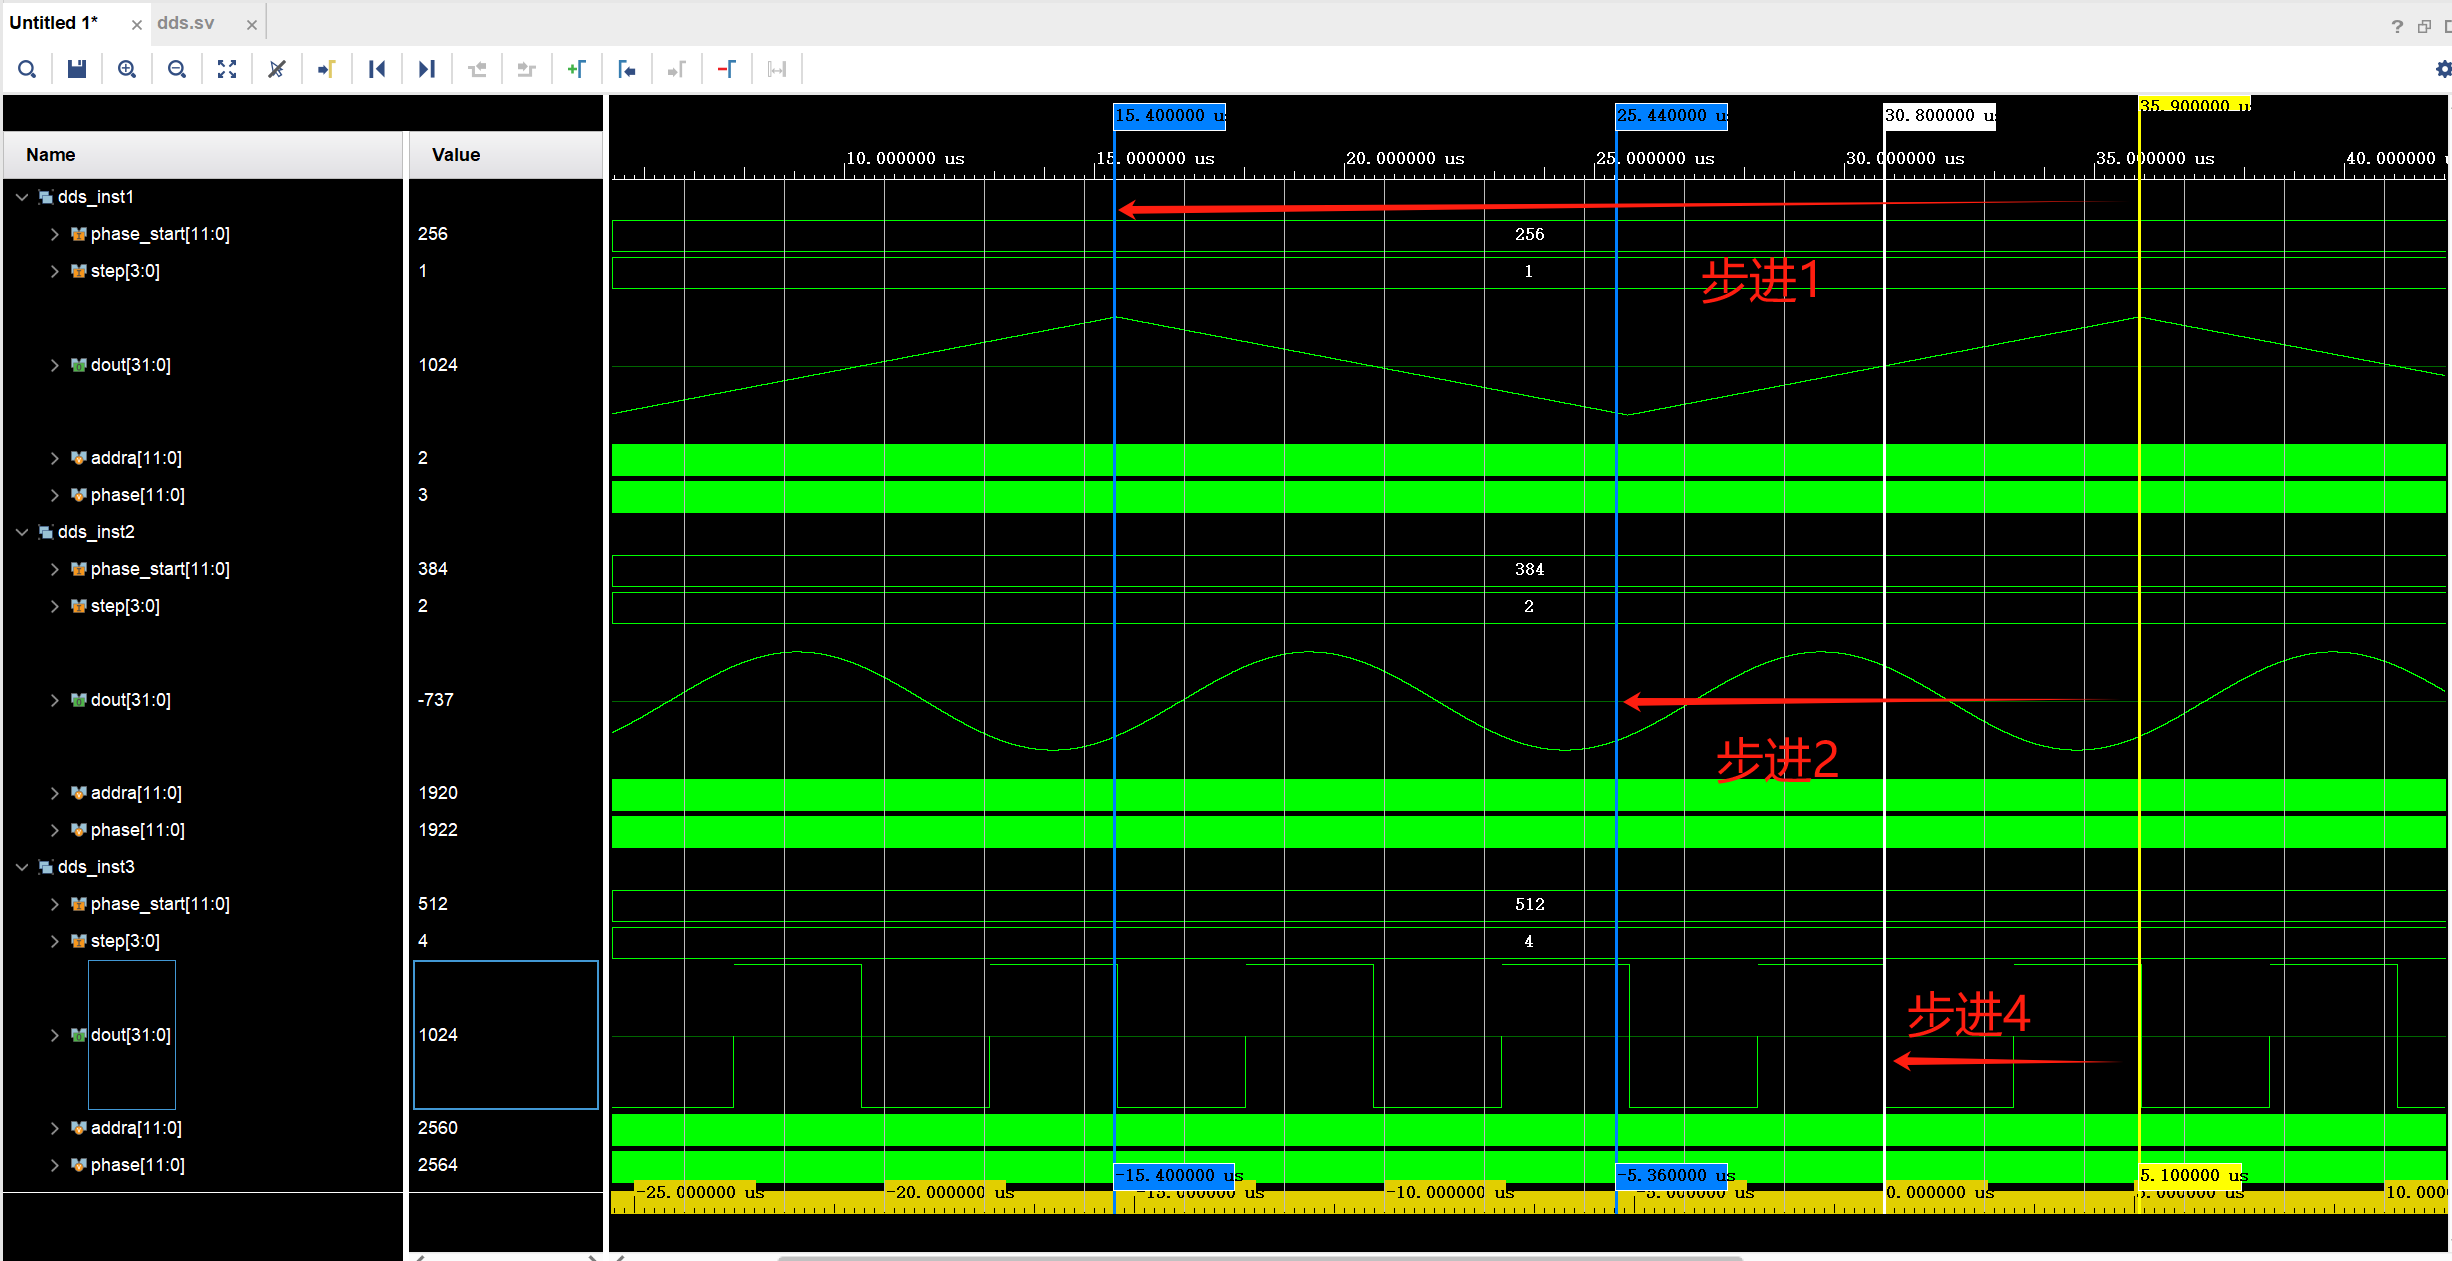 Untitled 1*
dds.sv
15.400000 us
25.440000 us
30.800000 us
35.900000 us
Name
Value
10.000000 us
15.000000 us
20.000000 us
25.000000 us
30.000000 us
35.000000 us
40.000000
dds_inst1
phase_start[11:0]
256
256
step[3:0]
1
1
步进1
dout[31:0]
1024
addra[11:0]
2
phase[11:0]
3
dds_inst2
phase_start[11:0]
384
384
step[3:0]
2
2
dout[31:0]
-737
步进2
addra[11:0]
1920
phase[11:0]
1922
dds_inst3
phase_start[11:0]
512
512
step[3:0]
4
4
步进4
dout[31:0]
1024
addra[11:0]
2560
phase[11:0]
2564
-15.400000 us
-5.360000 us
5.100000 us
-25.000000 us
-20.000000 us
-15.000000 us
-10.000000 us
-5.000000 us
0.000000 us
5.000000 us
10.0000